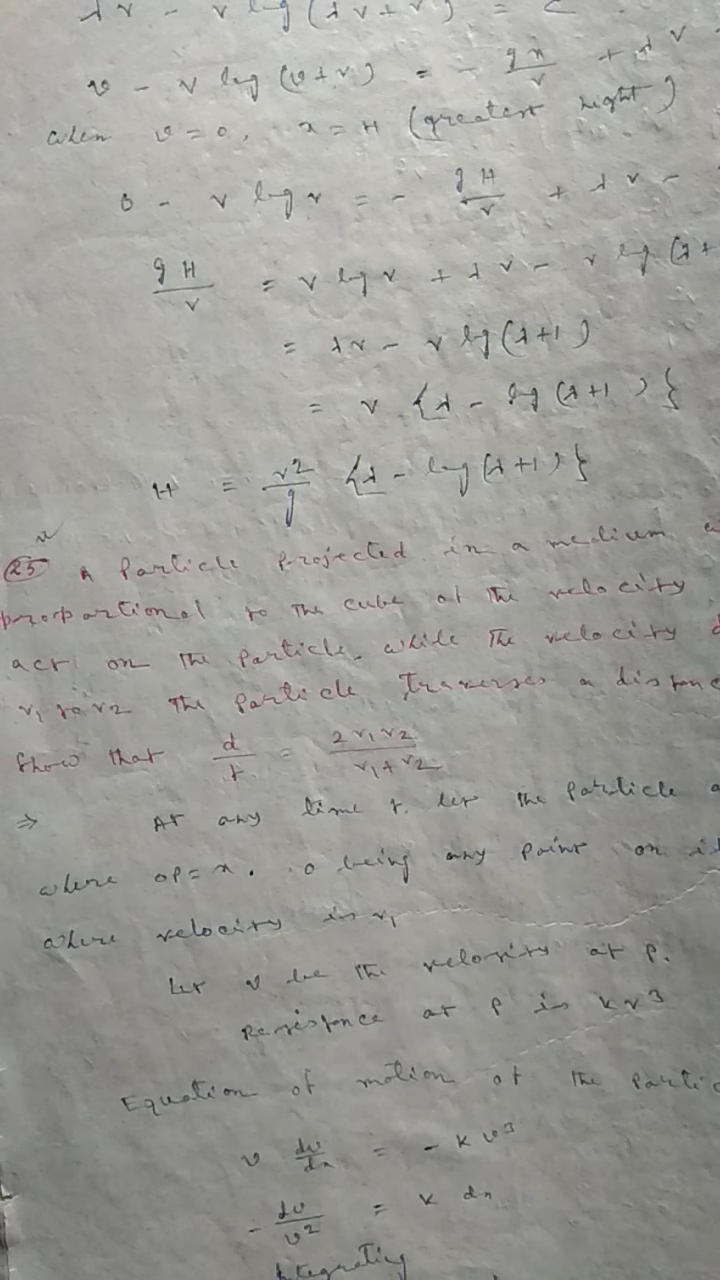 v - v log (v+v) = - gx/v + λv
when v = 0, x = H (greatest hight)
0 - v log v = - gH/v + λv -
gH/v = v log v + λv - v log (λ+
= λv - v log (λ+1)
= v {λ - log (λ+1)}
H = v²/g {λ - log (λ+1)}
25 A Particle Projected in a medium
proportional to the cube of the velocity
act on the Particle. while the velocity d
v₁ to v₂ the Particle Traverses a distance
Show that d/t = 2v₁v₂/v₁+v₂
⇒ At any time t. let the Particle
where OP = x. O being any Point on it
where velocity is v₁
Let v be the velosity at P.
Resistance at P is kv³
Equation of motion of the Partic
v dv/dx = - kv³
- dv/v² = k dx
Integrating